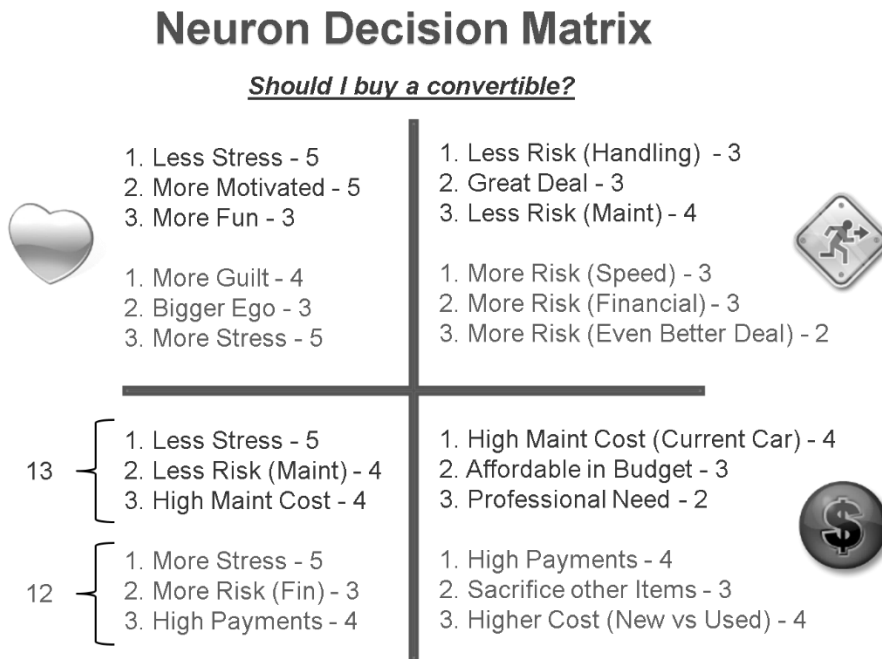 Neuron Decision Matrix
Should I buy a convertible?
1. Less Stress - 5
2. More Motivated - 5
3. More Fun - 3
1. More Guilt - 4
2. Bigger Ego - 3
3. More Stress - 5
1. Less Risk (Handling) - 3
2. Great Deal - 3
3. Less Risk (Maint) - 4
1. More Risk (Speed) - 3
2. More Risk (Financial) - 3
3. More Risk (Even Better Deal) - 2
13
1. Less Stress - 5
2. Less Risk (Maint) - 4
3. High Maint Cost - 4
12
1. More Stress - 5
2. More Risk (Fin) - 3
3. High Payments - 4
1. High Maint Cost (Current Car) - 4
2. Affordable in Budget - 3
3. Professional Need - 2
1. High Payments - 4
2. Sacrifice other Items - 3
3. Higher Cost (New vs Used) - 4
$